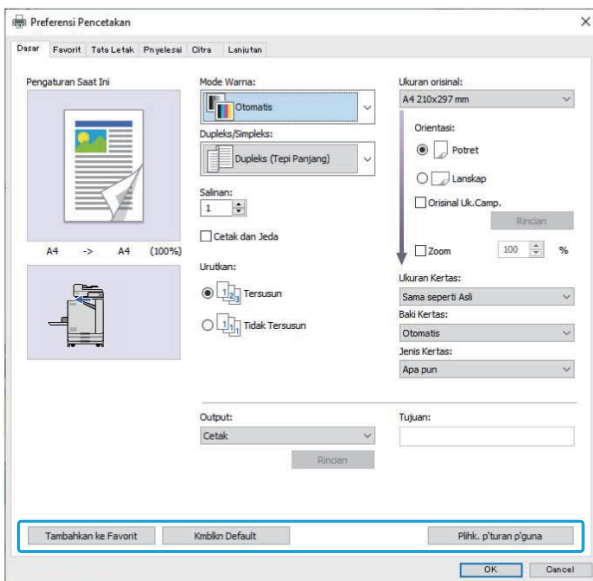 Preferensi Pencetakan
Dasar Favorit Tata Letak Pnyelesai Citra Lanjutan
Pengaturan Saat Ini
A4 -> A4 (100%)
Mode Warna:
Otomatis
Dupleks/Simpleks:
Dupleks (Tepi Panjang)
Salinan:
1
Cetak dan Jeda
Urutkan:
Tersusun
Tidak Tersusun
Ukuran orisinal:
A4 210x297 mm
Orientasi:
Potret
Lanskap
Orisinal Uk.Camp.
Rincian
Zoom 100 %
Ukuran Kertas:
Sama seperti Asli
Baki Kertas:
Otomatis
Jenis Kertas:
Apa pun
Output:
Cetak
Rincian
Tujuan:
Tambahkan ke Favorit Kmblkn Default Plihk. p'turan p'guna
OK Cancel